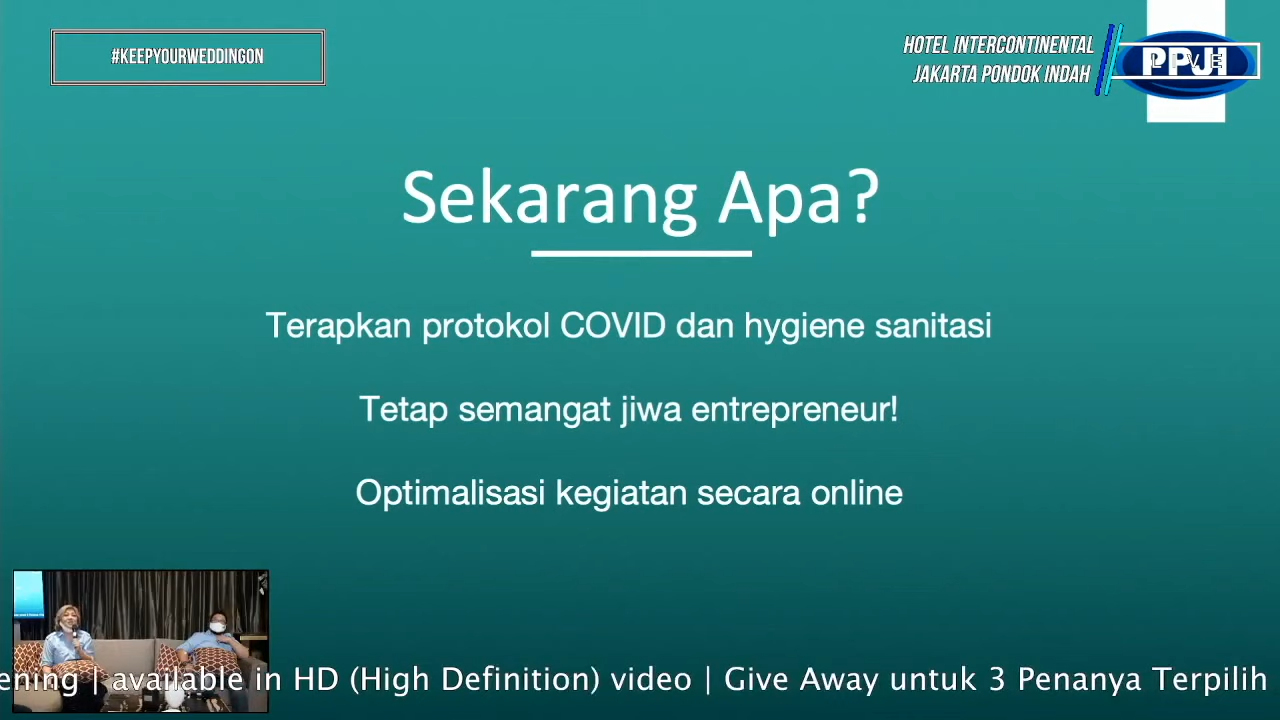 #KEEPYOURWEDDINGON
HOTEL INTERCONTINENTAL
JAKARTA PONDOK INDAH
PPJI
LIVE
Sekarang Apa?
Terapkan protokol COVID dan hygiene sanitasi
Tetap semangat jiwa entrepreneur!
Optimalisasi kegiatan secara online
ening | available in HD (High Definition) video | Give Away untuk 3 Penanya Terpilih